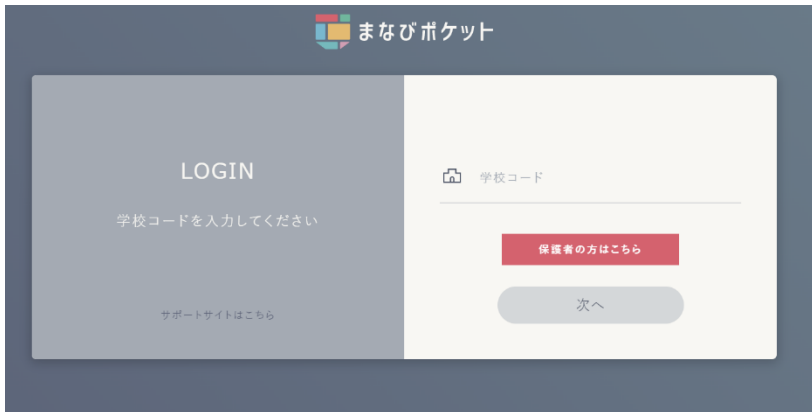 まなびポケット
LOGIN
学校コードを入力してください
サポートサイトはこちら
学校コード
保護者の方はこちら
次へ